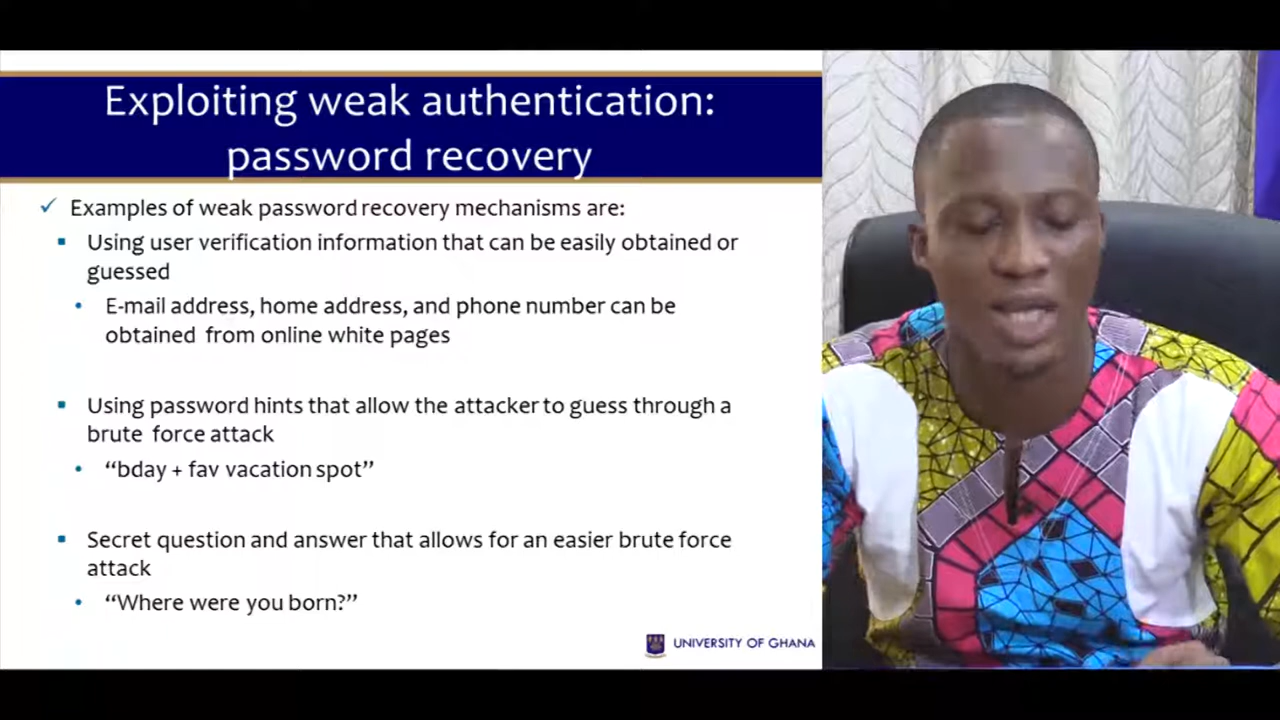 Exploiting weak authentication:
password recovery
✓ Examples of weak password recovery mechanisms are:
▪ Using user verification information that can be easily obtained or
guessed
• E-mail address, home address, and phone number can be
obtained from online white pages
▪ Using password hints that allow the attacker to guess through a
brute force attack
• “bday + fav vacation spot”
▪ Secret question and answer that allows for an easier brute force
attack
• “Where were you born?”
UNIVERSITY OF GHANA